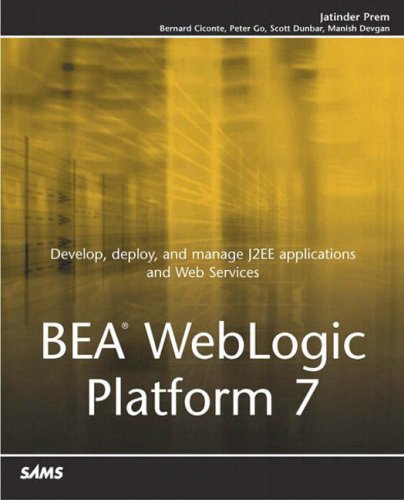 Jatinder Prem
Bernard Ciconte, Peter Go, Scott Dunbar, Manish Devgan
Develop, deploy, and manage J2EE applications
and Web Services
BEA® WebLogic
Platform 7
SAMS